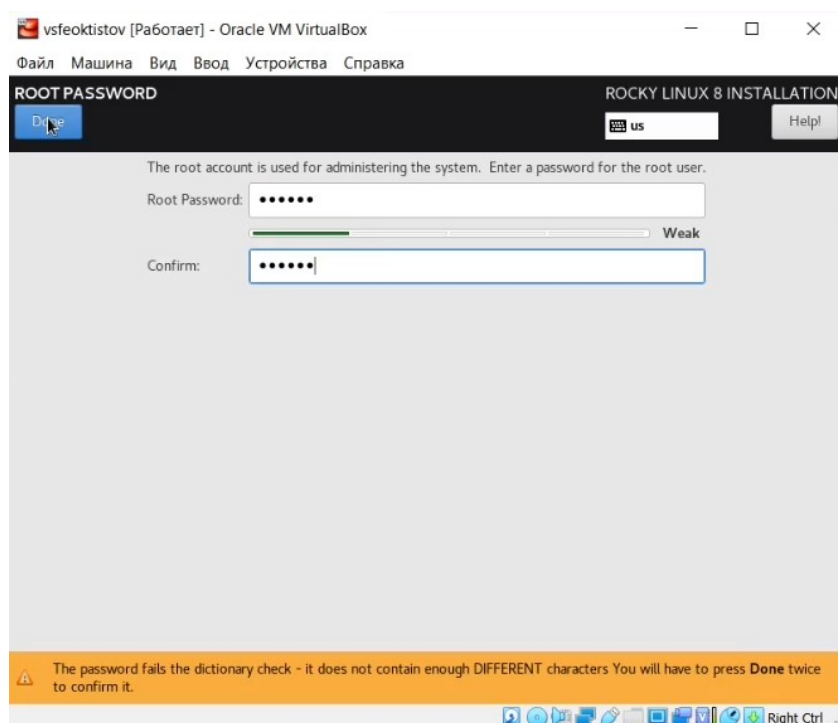 vsfeoktistov [Работает] - Oracle VM VirtualBox
Файл Машина Вид Ввод Устройства Справка
ROOT PASSWORD
ROCKY LINUX 8 INSTALLATION
Done
us
Help!
The root account is used for administering the system. Enter a password for the root user.
Root Password: ••••••
Weak
Confirm: ••••••
The password fails the dictionary check - it does not contain enough DIFFERENT characters You will have to press Done twice
to confirm it.
Right Ctrl